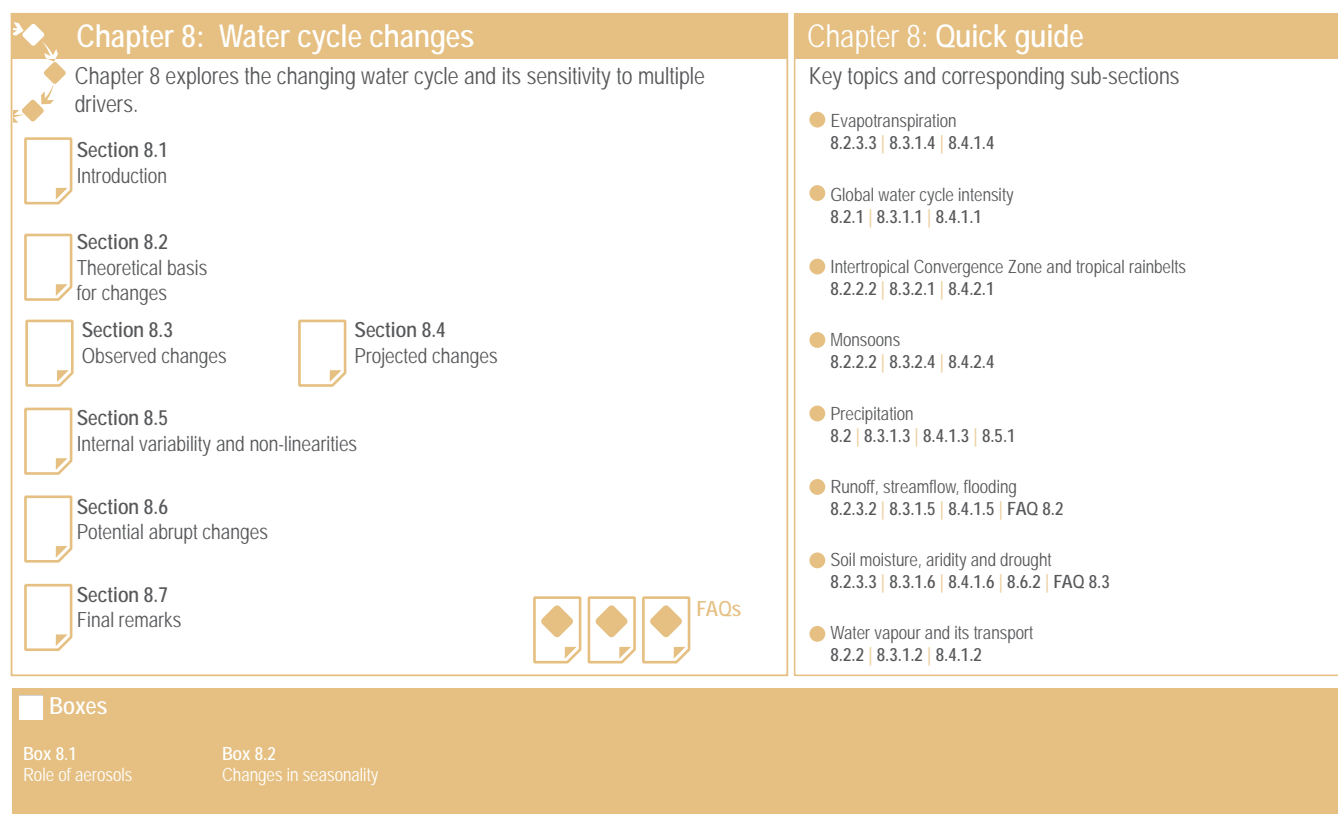 Chapter 8: Water cycle changes
Chapter 8 explores the changing water cycle and its sensitivity to multiple
drivers.
Section 8.1
Introduction
Section 8.2
Theoretical basis
for changes
Section 8.3
Observed changes
Section 8.4
Projected changes
Section 8.5
Internal variability and non-linearities
Section 8.6
Potential abrupt changes
Section 8.7
Final remarks
FAQs
Chapter 8: Quick guide
Key topics and corresponding sub-sections
Evapotranspiration
8.2.3.3 | 8.3.1.4 | 8.4.1.4
Global water cycle intensity
8.2.1 | 8.3.1.1 | 8.4.1.1
Intertropical Convergence Zone and tropical rainbelts
8.2.2.2 | 8.3.2.1 | 8.4.2.1
Monsoons
8.2.2.2 | 8.3.2.4 | 8.4.2.4
Precipitation
8.2 | 8.3.1.3 | 8.4.1.3 | 8.5.1
Runoff, streamflow, flooding
8.2.3.2 | 8.3.1.5 | 8.4.1.5 | FAQ 8.2
Soil moisture, aridity and drought
8.2.3.3 | 8.3.1.6 | 8.4.1.6 | 8.6.2 | FAQ 8.3
Water vapour and its transport
8.2.2 | 8.3.1.2 | 8.4.1.2
Boxes
Box 8.1
Role of aerosols
Box 8.2
Changes in seasonality